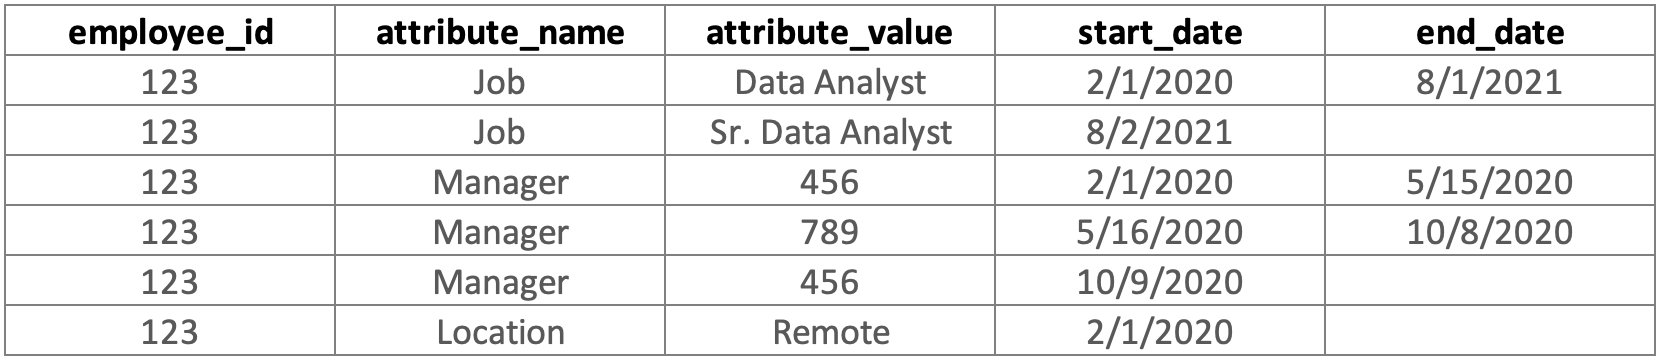 employee_id attribute_name attribute_value start_date end_date
123 Job Data Analyst 2/1/2020 8/1/2021
123 Job Sr. Data Analyst 8/2/2021
123 Manager 456 2/1/2020 5/15/2020
123 Manager 789 5/16/2020 10/8/2020
123 Manager 456 10/9/2020
123 Location Remote 2/1/2020